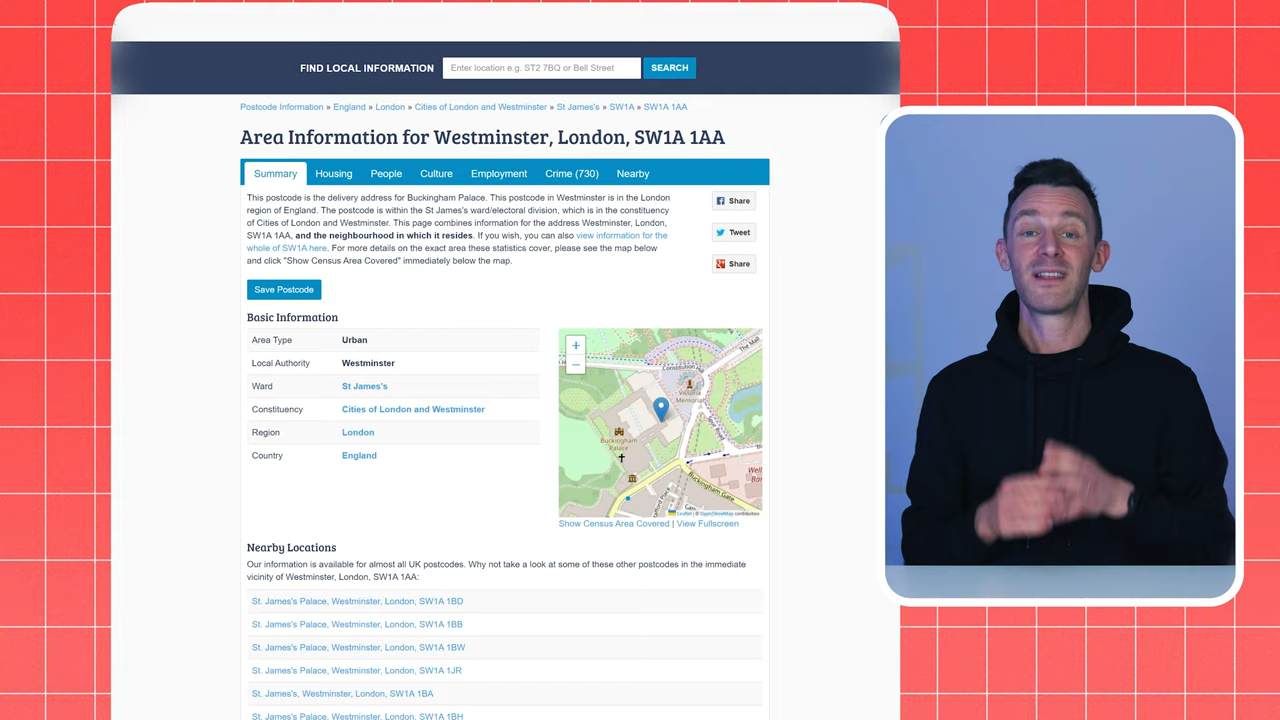 FIND LOCAL INFORMATION
Enter location e.g. ST2 7BQ or Bell Street
SEARCH
Postcode Information » England » London » Cities of London and Westminster » St James's » SW1A » SW1A 1AA
Area Information for Westminster, London, SW1A 1AA
Summary
Housing
People
Culture
Employment
Crime (730)
Nearby
This postcode is the delivery address for Buckingham Palace. This postcode in Westminster is in the London
region of England. The postcode is within the St James's ward/electoral division, which is in the constituency
of Cities of London and Westminster. This page combines information for the address Westminster, London,
SW1A 1AA, and the neighbourhood in which it resides. If you wish, you can also view information for the
whole of SW1A here. For more details on the exact area these statistics cover, please see the map below
and click "Show Census Area Covered" immediately below the map.
Share
Tweet
Share
Save Postcode
Basic Information
Area Type Urban
Local Authority Westminster
Ward St James's
Constituency Cities of London and Westminster
Region London
Country England
+
−
The Mall
Constitution Hill
Victoria
Memorial
Buckingham
Palace
Buckingham Gate
Leaflet | © OpenStreetMap contributors
Show Census Area Covered | View Fullscreen
Nearby Locations
Our information is available for almost all UK postcodes. Why not take a look at some of these other postcodes in the immediate
vicinity of Westminster, London, SW1A 1AA:
St. James's Palace, Westminster, London, SW1A 1BD
St. James's Palace, Westminster, London, SW1A 1BB
St. James's Palace, Westminster, London, SW1A 1BW
St. James's Palace, Westminster, London, SW1A 1JR
St. James's, Westminster, London, SW1A 1BA
St. James's Palace, Westminster, London, SW1A 1BH